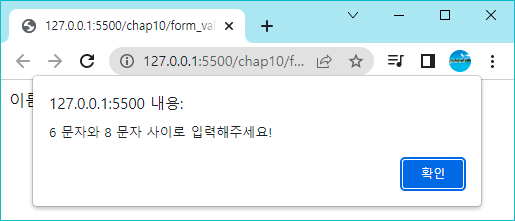 127.0.0.1:5500/chap10/form_val
127.0.0.1:5500/chap10/f...
이름
127.0.0.1:5500 내용:
6 문자와 8 문자 사이로 입력해주세요!
확인